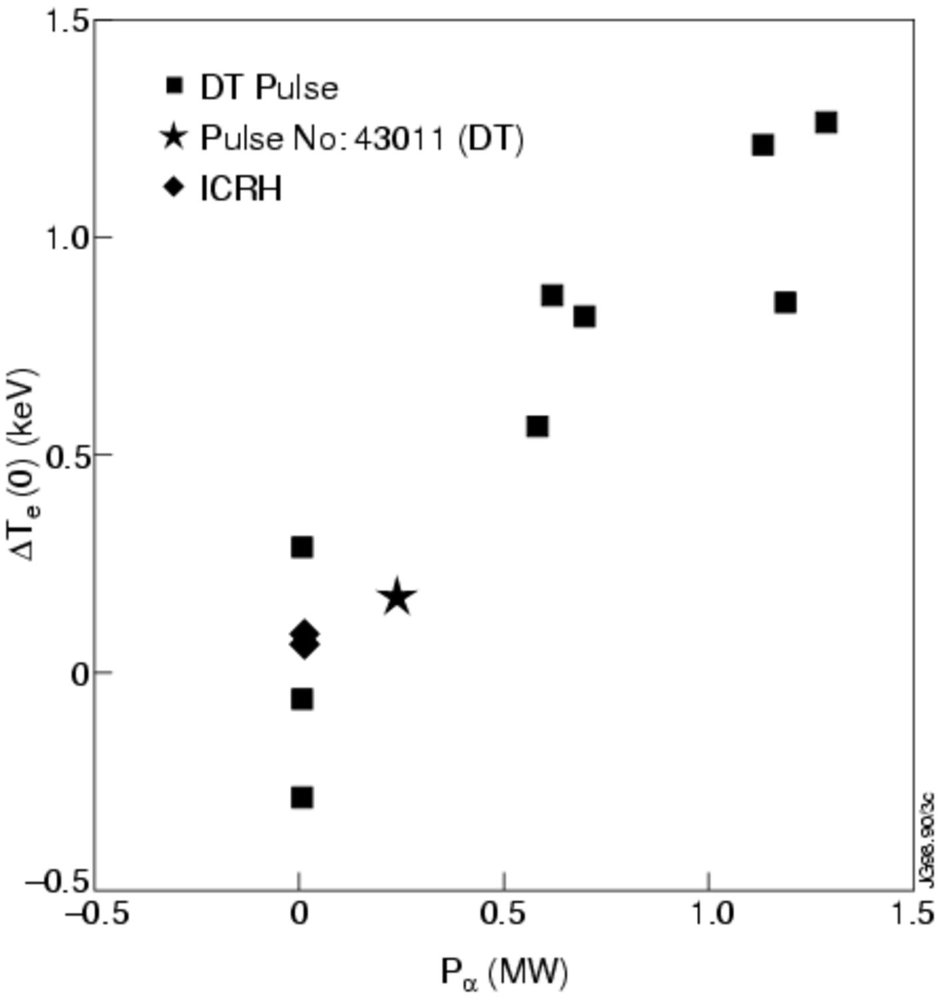 1.5
DT Pulse
Pulse No: 43011 (DT)
ICRH
1.0
0.5
0
–0.5
ΔTe (0) (keV)
–0.5 0 0.5 1.0 1.5
Pα (MW)
JG98.90/3c